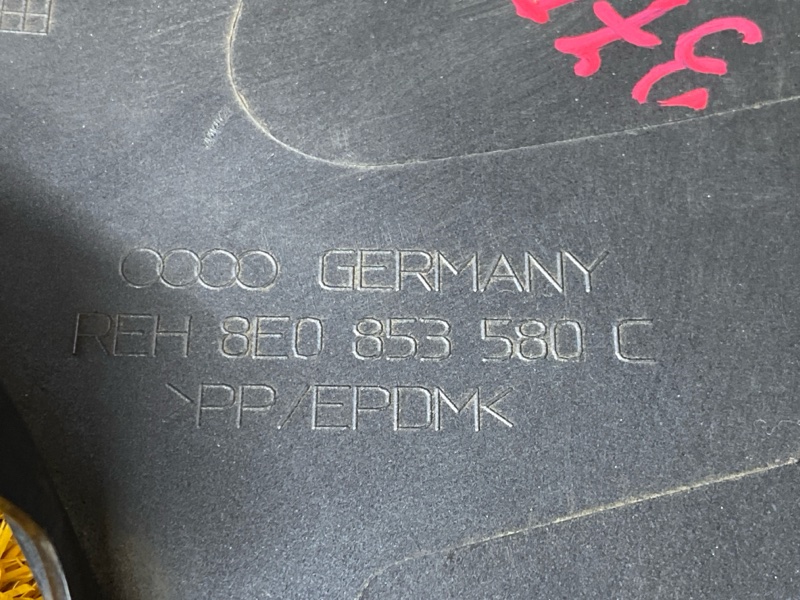 GERMANY
REH 8E0 853 580 C
>PP/EPDM<